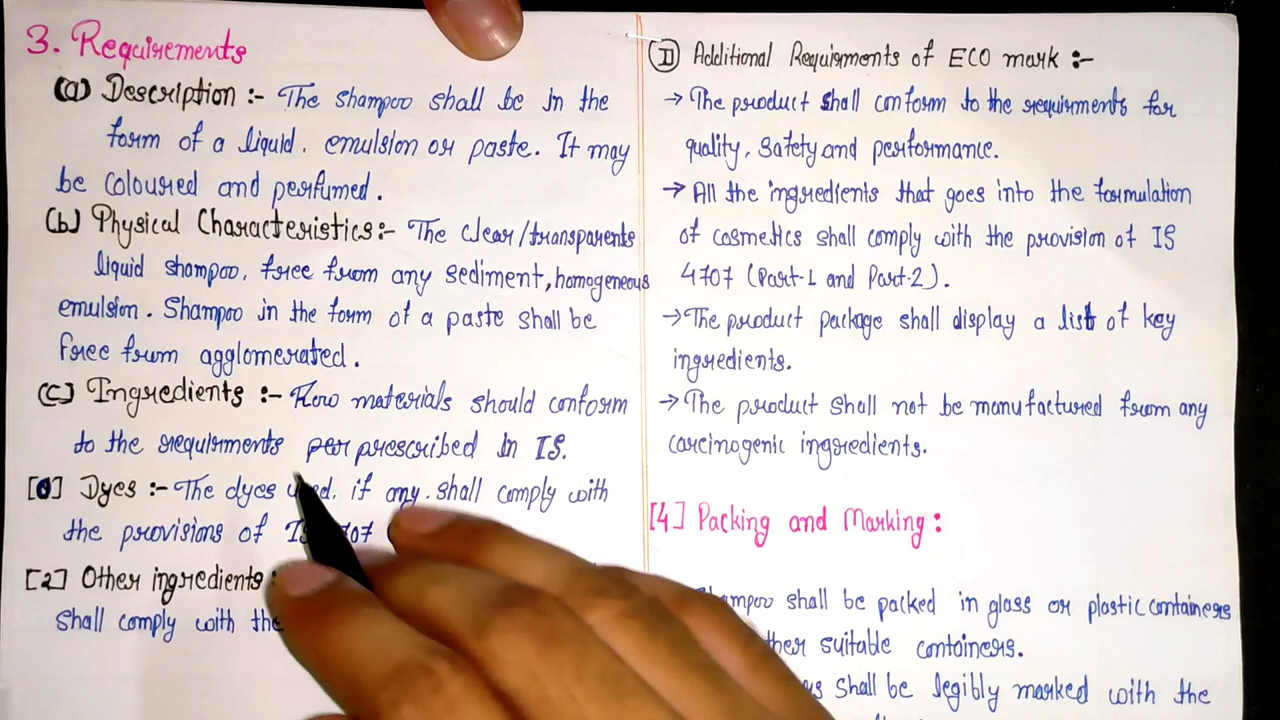 3. Requirements
(a) Description :- The shampoo shall be in the
form of a liquid, emulsion or paste. It may
be coloured and perfumed.
(b) Physical Characteristics:- The clear/transparents
liquid shampoo, free from any sediment, homogeneous
emulsion. Shampoo in the form of a paste shall be
free from agglomerated.
(c) Ingredients :- Raw materials should conform
to the requirments per prescribed in IS.
Dyes :- The dyes used, if any, shall comply with
the provisions of IS 707
[2] Other ingredients:
shall comply with the
(D) Additional Requirments of ECO mark :-
→ The product shall conform to the requirments for
quality, safety and performance.
→ All the ingredients that goes into the formulation
of cosmetics shall comply with the provision of IS
4707 (Part-1 and Part-2).
→ The product package shall display a list of key
ingredients.
→ The product shall not be manufactured from any
carcinogenic ingredients.
[4] Packing and Marking:
shall be packed in glass or plastic containers
suitable containers.
shall be legibly marked with the